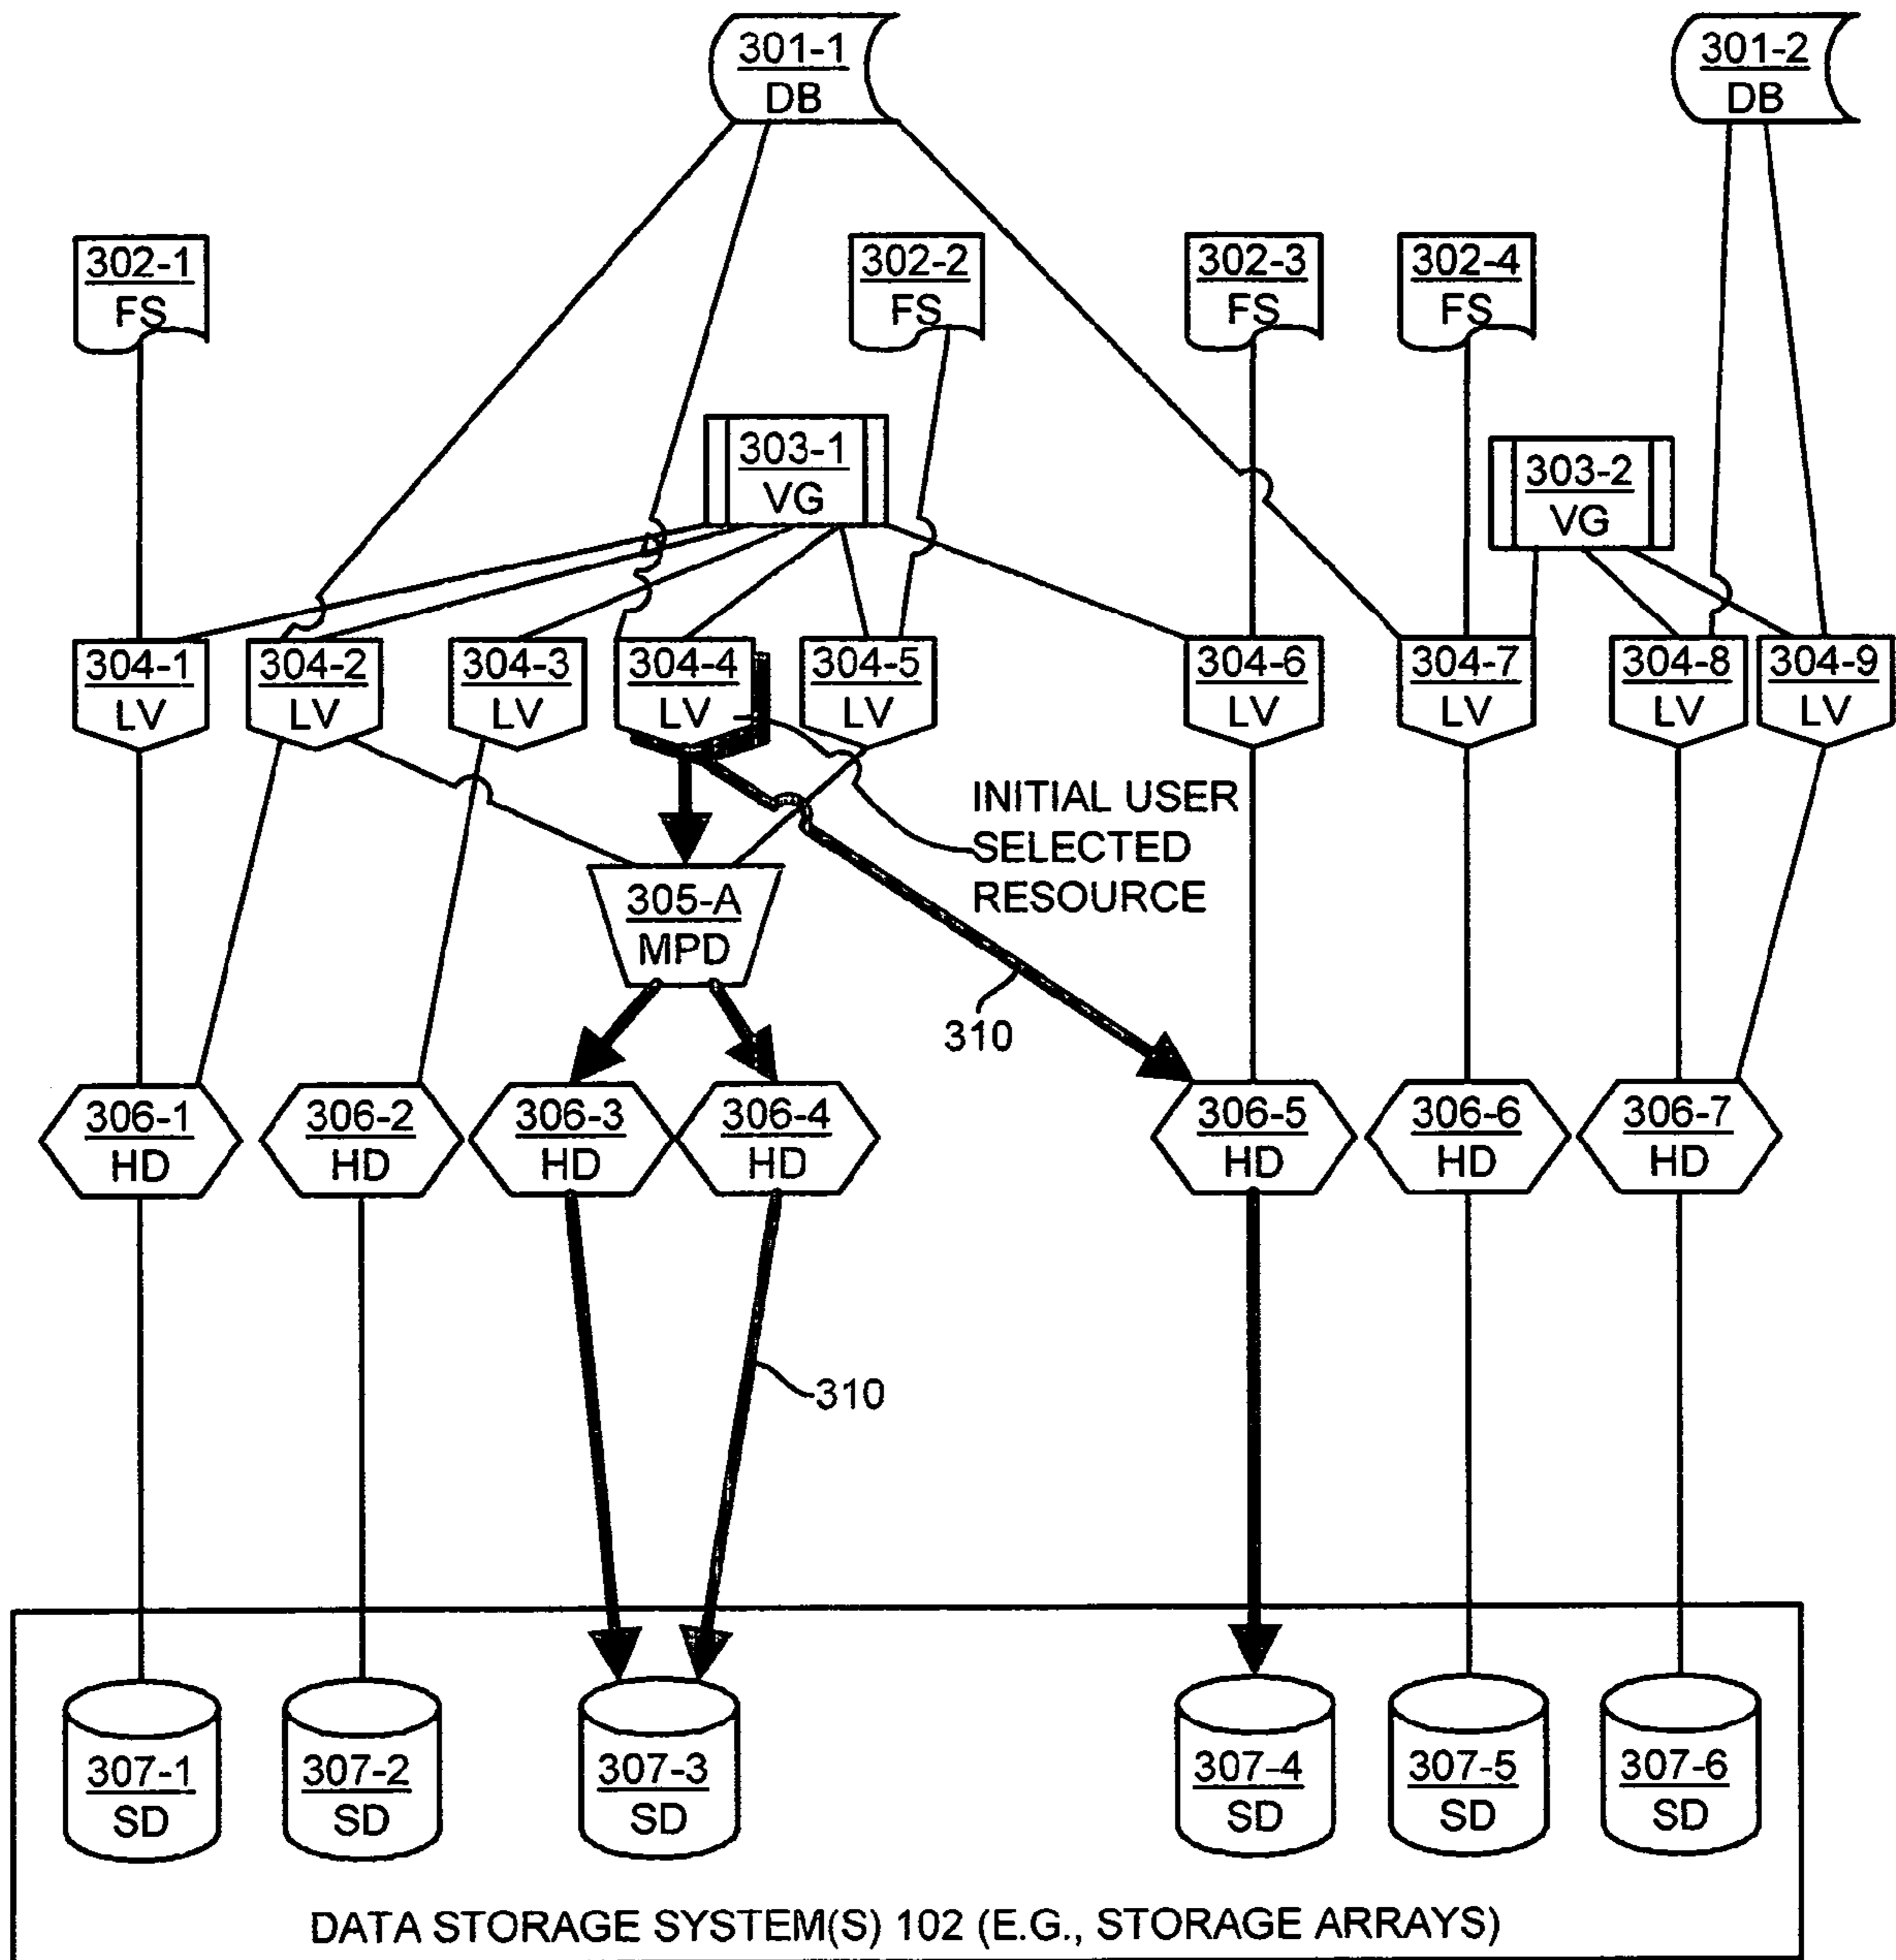 301-1
DB
301-2
DB
302-1
FS
302-2
FS
302-3
FS
302-4
FS
303-1
VG
303-2
VG
304-1
LV
304-2
LV
304-3
LV
304-4
LV
304-5
LV
304-6
LV
304-7
LV
304-8
LV
304-9
LV
INITIAL USER
SELECTED
RESOURCE
305-A
MPD
310
306-1
HD
306-2
HD
306-3
HD
306-4
HD
306-5
HD
306-6
HD
306-7
HD
310
307-1
SD
307-2
SD
307-3
SD
307-4
SD
307-5
SD
307-6
SD
DATA STORAGE SYSTEM(S) 102 (E.G., STORAGE ARRAYS)